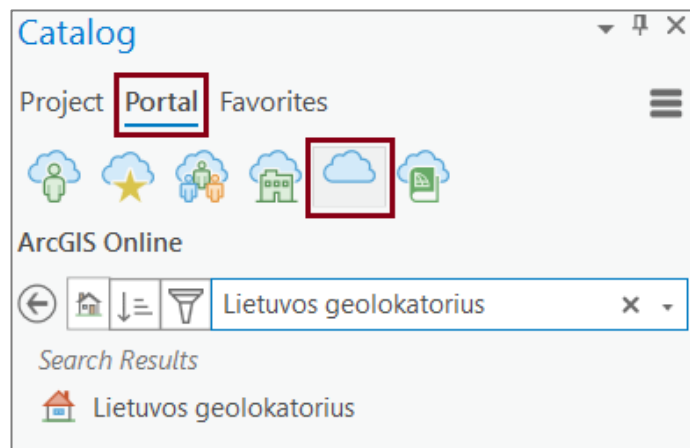 Catalog
Project Portal Favorites
ArcGIS Online
Lietuvos geolokatorius
Search Results
Lietuvos geolokatorius